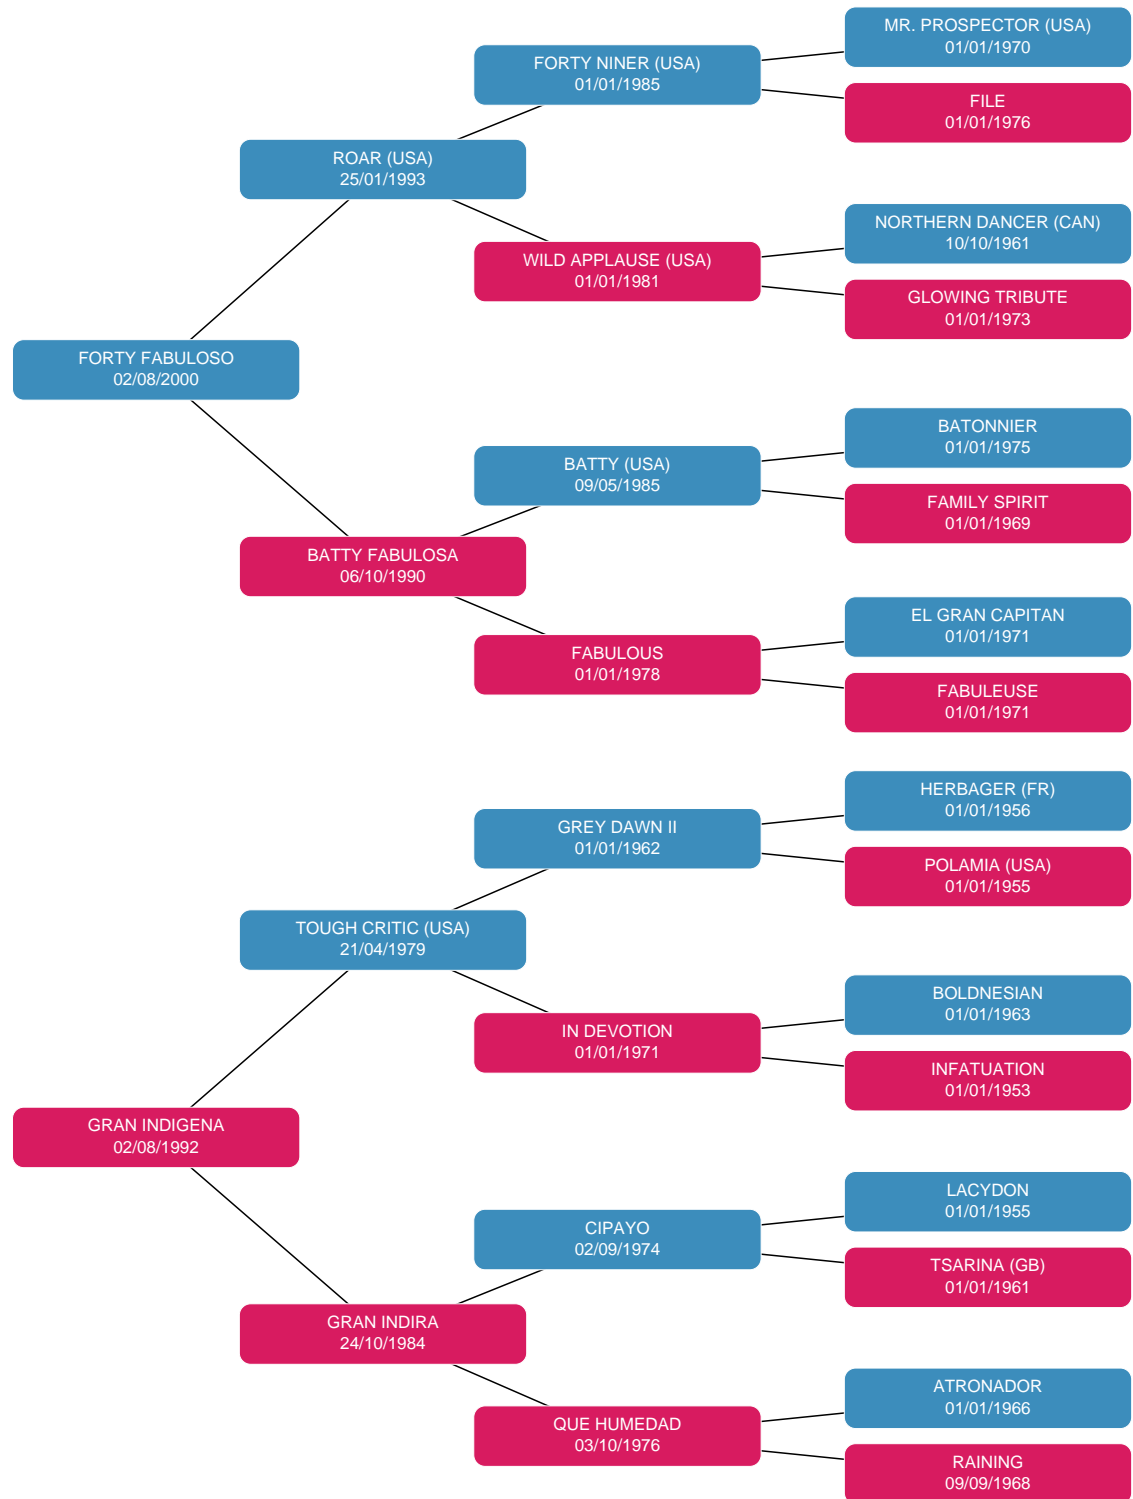 MR. PROSPECTOR (USA)
01/01/1970
FORTY NINER (USA)
01/01/1985
FILE
01/01/1976
ROAR (USA)
25/01/1993
NORTHERN DANCER (CAN)
10/10/1961
WILD APPLAUSE (USA)
01/01/1981
GLOWING TRIBUTE
01/01/1973
FORTY FABULOSO
02/08/2000
BATONNIER
01/01/1975
BATTY (USA)
09/05/1985
FAMILY SPIRIT
01/01/1969
BATTY FABULOSA
06/10/1990
EL GRAN CAPITAN
01/01/1971
FABULOUS
01/01/1978
FABULEUSE
01/01/1971
HERBAGER (FR)
01/01/1956
GREY DAWN II
01/01/1962
POLAMIA (USA)
01/01/1955
TOUGH CRITIC (USA)
21/04/1979
BOLDNESIAN
01/01/1963
IN DEVOTION
01/01/1971
INFATUATION
01/01/1953
GRAN INDIGENA
02/08/1992
LACYDON
01/01/1955
CIPAYO
02/09/1974
TSARINA (GB)
01/01/1961
GRAN INDIRA
24/10/1984
ATRONADOR
01/01/1966
QUE HUMEDAD
03/10/1976
RAINING
09/09/1968